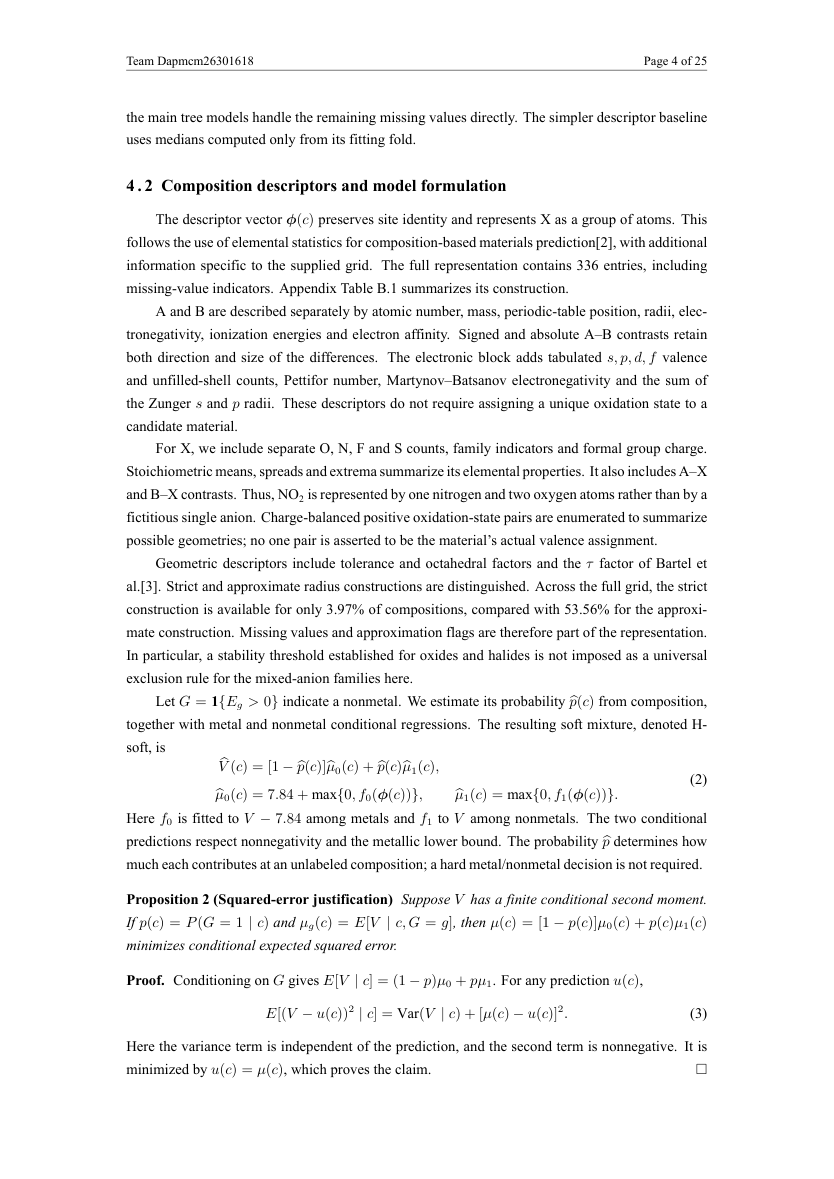 Team Dapmcm26301618 Page 4 of 25
the main tree models handle the remaining missing values directly. The simpler descriptor baseline
uses medians computed only from its fitting fold.
4.2 Composition descriptors and model formulation
The descriptor vector ϕ(c) preserves site identity and represents X as a group of atoms. This
follows the use of elemental statistics for composition-based materials prediction[2], with additional
information specific to the supplied grid. The full representation contains 336 entries, including
missing-value indicators. Appendix Table B.1 summarizes its construction.
A and B are described separately by atomic number, mass, periodic-table position, radii, elec-
tronegativity, ionization energies and electron affinity. Signed and absolute A–B contrasts retain
both direction and size of the differences. The electronic block adds tabulated s, p, d, f valence
and unfilled-shell counts, Pettifor number, Martynov–Batsanov electronegativity and the sum of
the Zunger s and p radii. These descriptors do not require assigning a unique oxidation state to a
candidate material.
For X, we include separate O, N, F and S counts, family indicators and formal group charge.
Stoichiometric means, spreads and extrema summarize its elemental properties. It also includes A–X
and B–X contrasts. Thus, NO₂ is represented by one nitrogen and two oxygen atoms rather than by a
fictitious single anion. Charge-balanced positive oxidation-state pairs are enumerated to summarize
possible geometries; no one pair is asserted to be the material's actual valence assignment.
Geometric descriptors include tolerance and octahedral factors and the τ factor of Bartel et
al.[3]. Strict and approximate radius constructions are distinguished. Across the full grid, the strict
construction is available for only 3.97% of compositions, compared with 53.56% for the approxi-
mate construction. Missing values and approximation flags are therefore part of the representation.
In particular, a stability threshold established for oxides and halides is not imposed as a universal
exclusion rule for the mixed-anion families here.
Let G = 1{E_g > 0} indicate a nonmetal. We estimate its probability p̂(c) from composition,
together with metal and nonmetal conditional regressions. The resulting soft mixture, denoted H-
soft, is
V̂(c) = [1 − p̂(c)]μ̂₀(c) + p̂(c)μ̂₁(c),
(2)
μ̂₀(c) = 7.84 + max{0, f₀(ϕ(c))}, μ̂₁(c) = max{0, f₁(ϕ(c))}.
Here f₀ is fitted to V − 7.84 among metals and f₁ to V among nonmetals. The two conditional
predictions respect nonnegativity and the metallic lower bound. The probability p̂ determines how
much each contributes at an unlabeled composition; a hard metal/nonmetal decision is not required.
Proposition 2 (Squared-error justification) Suppose V has a finite conditional second moment.
If p(c) = P(G = 1 | c) and μ_g(c) = E[V | c, G = g], then μ(c) = [1 − p(c)]μ₀(c) + p(c)μ₁(c)
minimizes conditional expected squared error.
Proof. Conditioning on G gives E[V | c] = (1 − p)μ₀ + pμ₁. For any prediction u(c),
E[(V − u(c))² | c] = Var(V | c) + [μ(c) − u(c)]². (3)
Here the variance term is independent of the prediction, and the second term is nonnegative. It is
minimized by u(c) = μ(c), which proves the claim. □